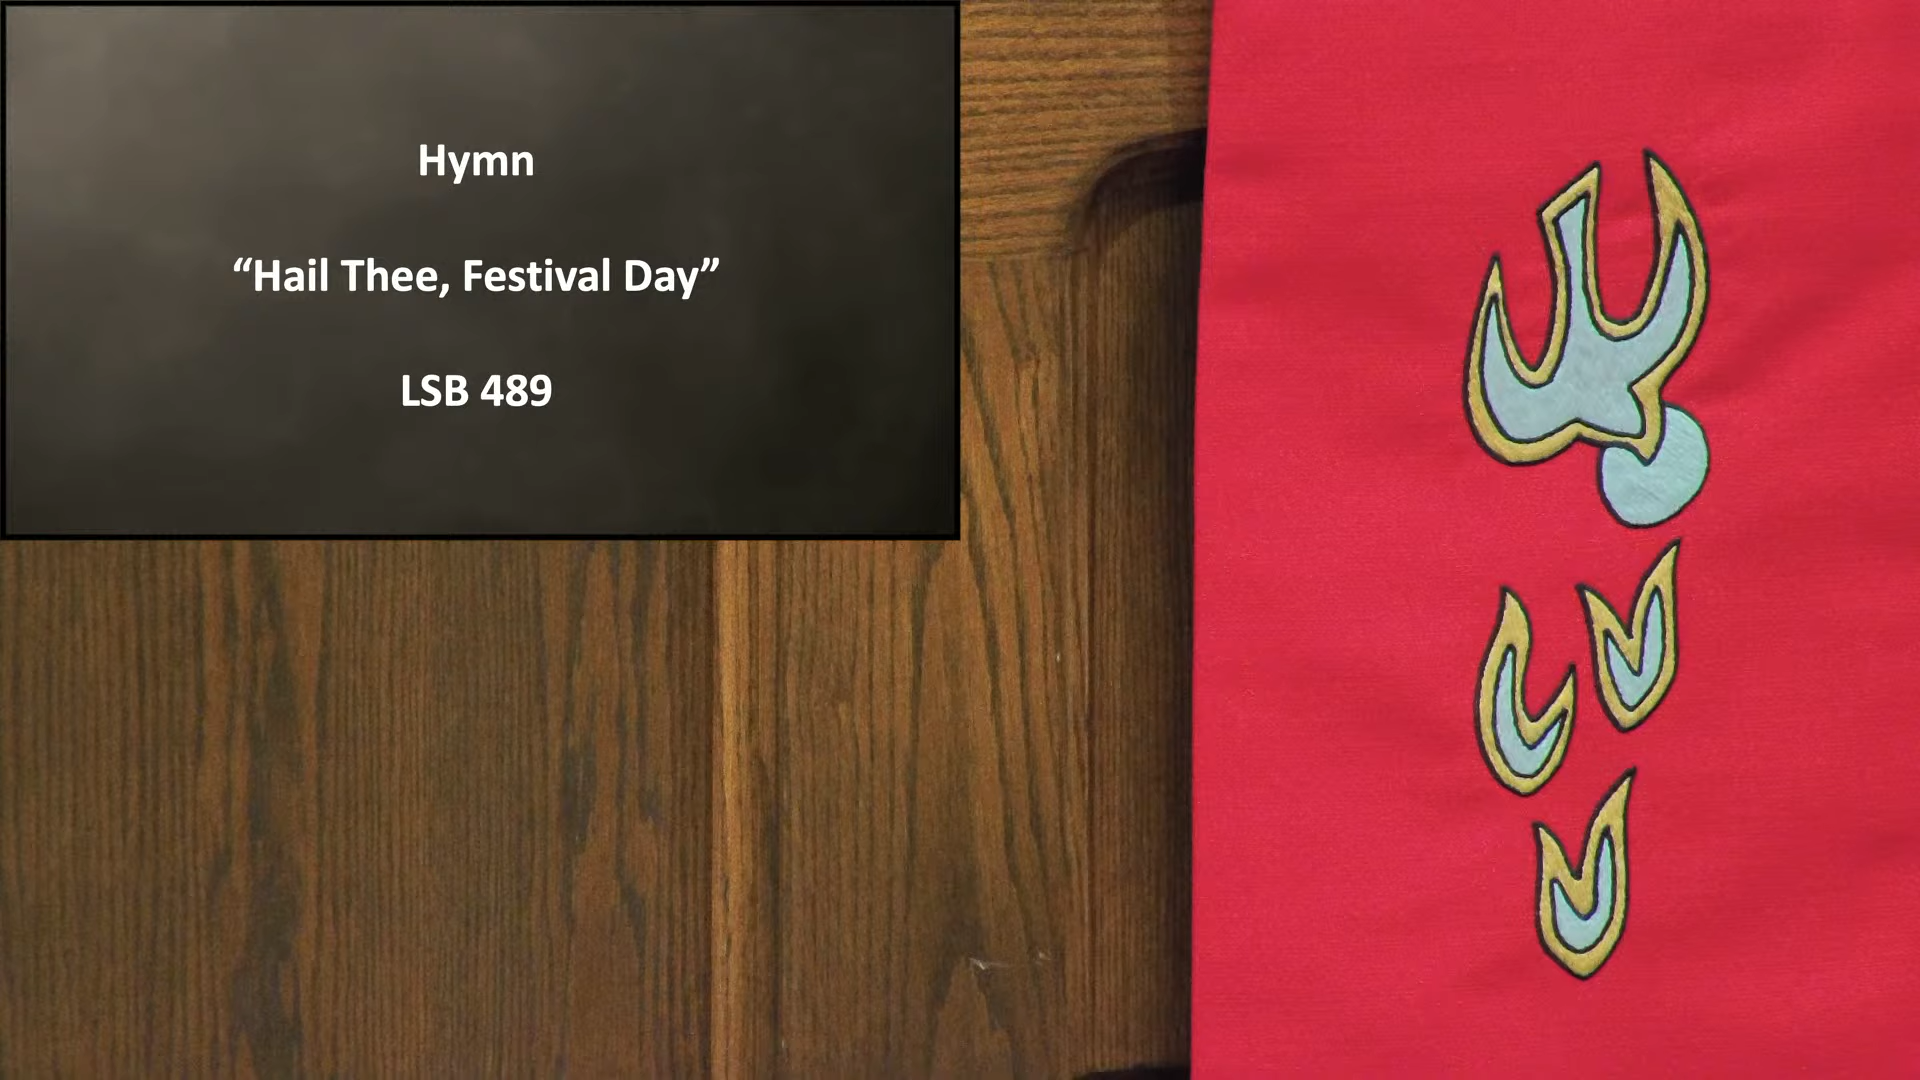 Hymn
“Hail Thee, Festival Day”
LSB 489